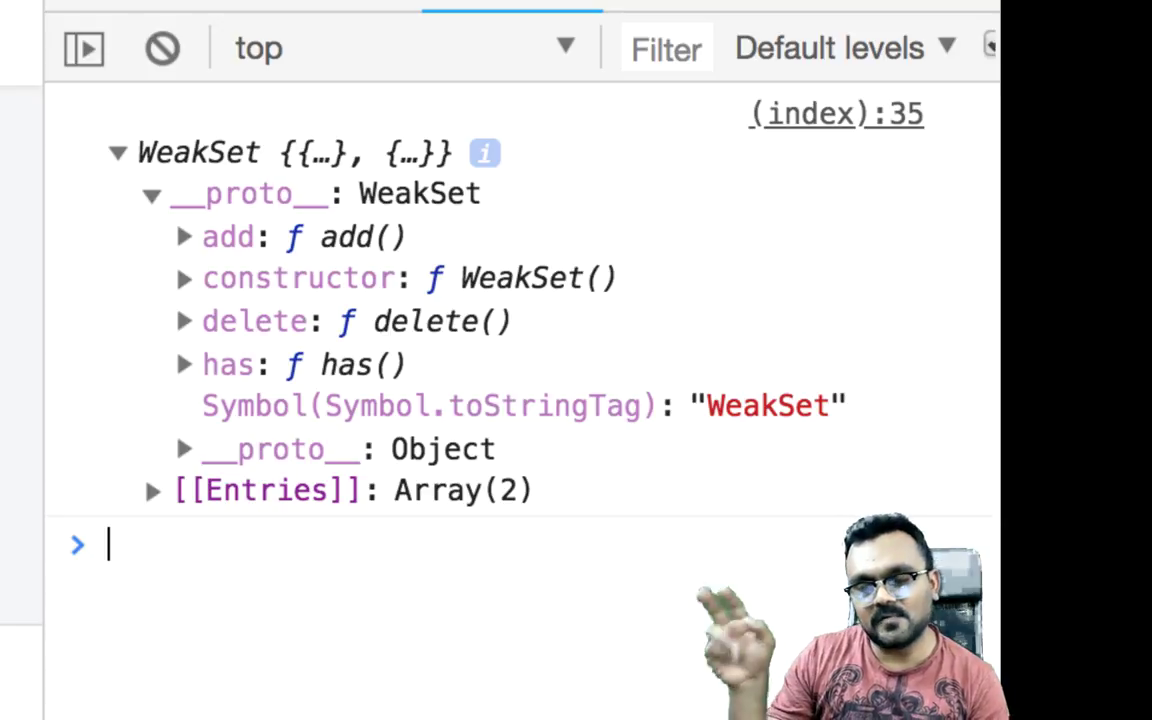 top Filter Default levels
(index):35
WeakSet {{…}, {…}} i
__proto__: WeakSet
add: ƒ add()
constructor: ƒ WeakSet()
delete: ƒ delete()
has: ƒ has()
Symbol(Symbol.toStringTag): "WeakSet"
__proto__: Object
[[Entries]]: Array(2)